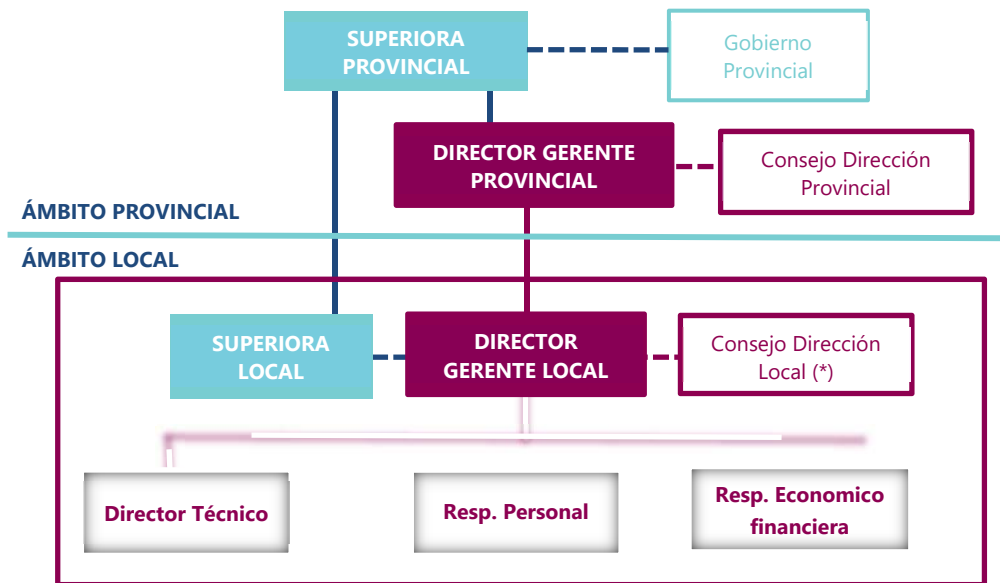 SUPERIORA
PROVINCIAL
Gobierno
Provincial
DIRECTOR GERENTE
PROVINCIAL
Consejo Dirección
Provincial
ÁMBITO PROVINCIAL
ÁMBITO LOCAL
SUPERIORA
LOCAL
DIRECTOR
GERENTE LOCAL
Consejo Dirección
Local (*)
Director Técnico
Resp. Personal
Resp. Economico
financiera